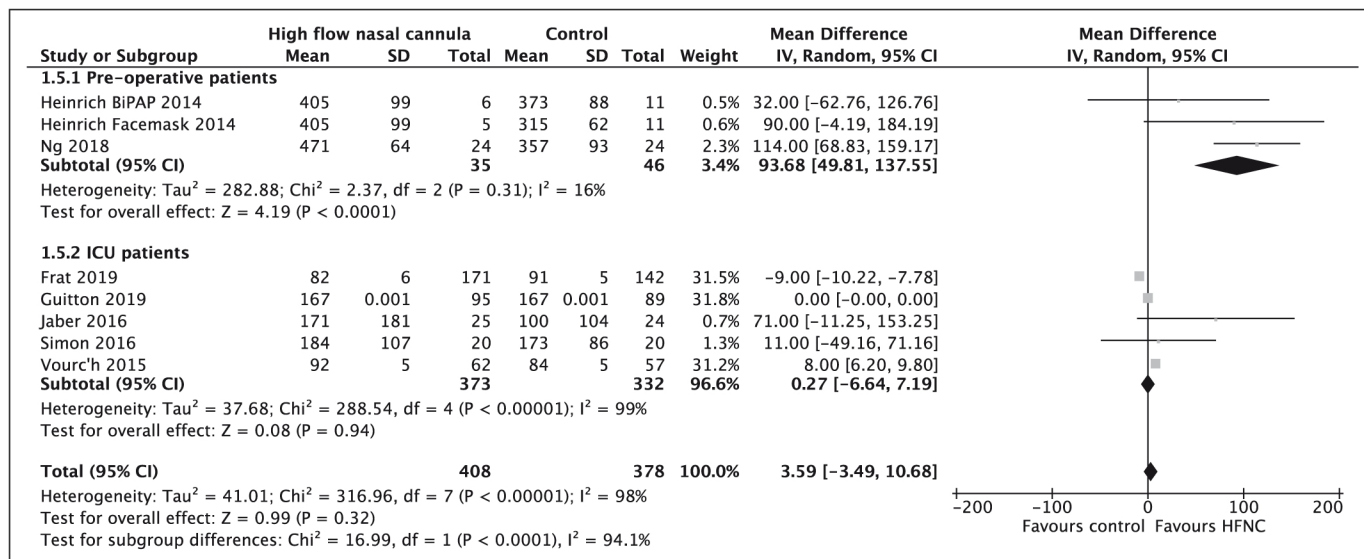 High flow nasal cannula Control Mean Difference Mean Difference
Study or Subgroup Mean SD Total Mean SD Total Weight IV, Random, 95% CI IV, Random, 95% CI
1.5.1 Pre-operative patients
Heinrich BiPAP 2014 405 99 6 373 88 11 0.5% 32.00 [-62.76, 126.76]
Heinrich Facemask 2014 405 99 5 315 62 11 0.6% 90.00 [-4.19, 184.19]
Ng 2018 471 64 24 357 93 24 2.3% 114.00 [68.83, 159.17]
Subtotal (95% CI) 35 46 3.4% 93.68 [49.81, 137.55]
Heterogeneity: Tau² = 282.88; Chi² = 2.37, df = 2 (P = 0.31); I² = 16%
Test for overall effect: Z = 4.19 (P < 0.0001)
1.5.2 ICU patients
Frat 2019 82 6 171 91 5 142 31.5% -9.00 [-10.22, -7.78]
Guitton 2019 167 0.001 95 167 0.001 89 31.8% 0.00 [-0.00, 0.00]
Jaber 2016 171 181 25 100 104 24 0.7% 71.00 [-11.25, 153.25]
Simon 2016 184 107 20 173 86 20 1.3% 11.00 [-49.16, 71.16]
Vourc'h 2015 92 5 62 84 5 57 31.2% 8.00 [6.20, 9.80]
Subtotal (95% CI) 373 332 96.6% 0.27 [-6.64, 7.19]
Heterogeneity: Tau² = 37.68; Chi² = 288.54, df = 4 (P < 0.00001); I² = 99%
Test for overall effect: Z = 0.08 (P = 0.94)
Total (95% CI) 408 378 100.0% 3.59 [-3.49, 10.68]
Heterogeneity: Tau² = 41.01; Chi² = 316.96, df = 7 (P < 0.00001); I² = 98%
Test for overall effect: Z = 0.99 (P = 0.32)
Test for subgroup differences: Chi² = 16.99, df = 1 (P < 0.0001), I² = 94.1%
-200 -100 0 100 200
Favours control Favours HFNC